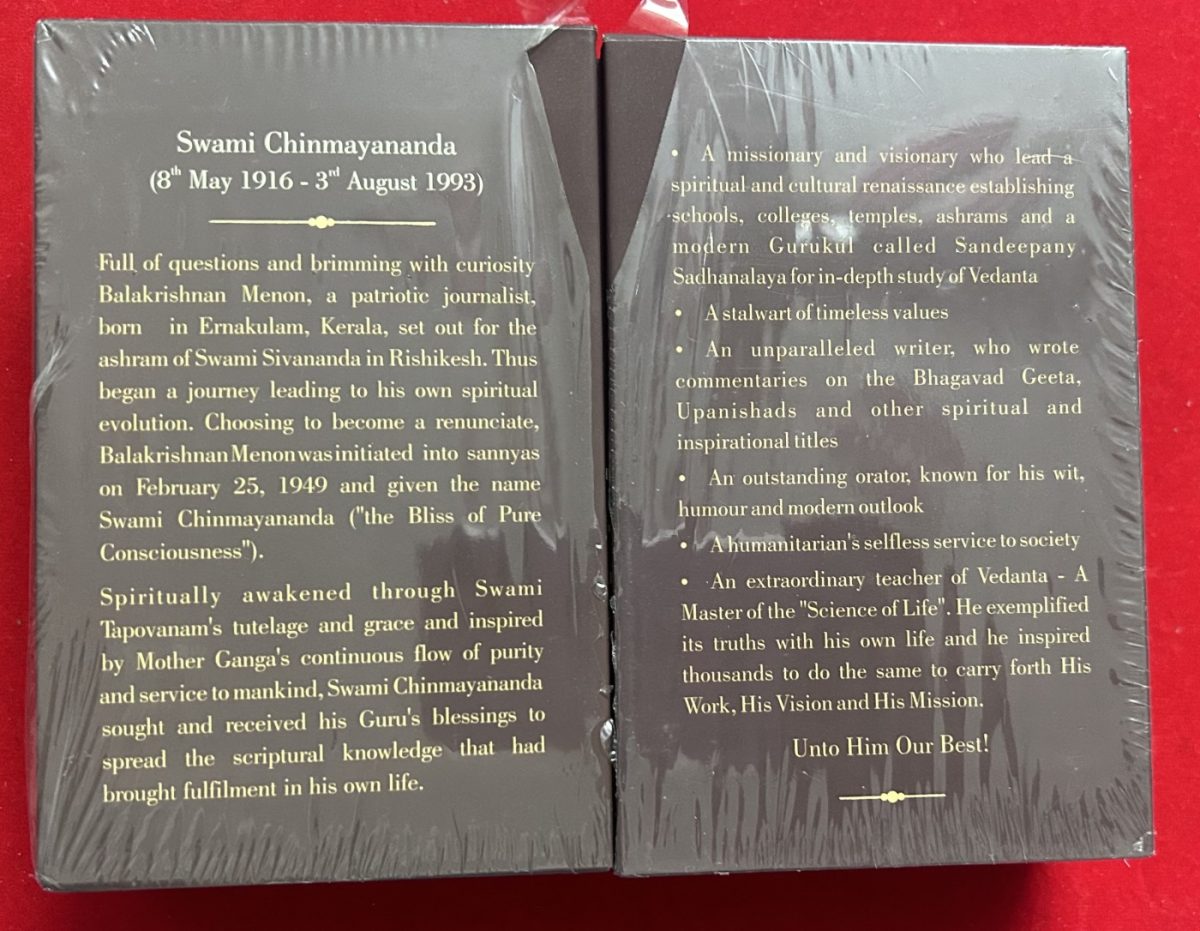 Swami Chinmayananda
(8th May 1916 - 3rd August 1993)
Full of questions and brimming with curiosity
Balakrishnan Menon, a patriotic journalist,
born in Ernakulam, Kerala, set out for the
ashram of Swami Sivananda in Rishikesh. Thus
began a journey leading to his own spiritual
evolution. Choosing to become a renunciate,
Balakrishnan Menon was initiated into sannyas
on February 25, 1949 and given the name
Swami Chinmayananda ("the Bliss of Pure
Consciousness").
Spiritually awakened through Swami
Tapovanam's tutelage and grace and inspired
by Mother Ganga's continuous flow of purity
and service to mankind, Swami Chinmayananda
sought and received his Guru's blessings to
spread the scriptural knowledge that had
brought fulfilment in his own life.
• A missionary and visionary who lead a
spiritual and cultural renaissance establishing
schools, colleges, temples, ashrams and a
modern Gurukul called Sandeepany
Sadhanalaya for in-depth study of Vedanta
• A stalwart of timeless values
• An unparalleled writer, who wrote
commentaries on the Bhagavad Geeta,
Upanishads and other spiritual and
inspirational titles
• An outstanding orator, known for his wit,
humour and modern outlook
• A humanitarian's selfless service to society
• An extraordinary teacher of Vedanta - A
Master of the "Science of Life". He exemplified
its truths with his own life and he inspired
thousands to do the same to carry forth His
Work, His Vision and His Mission.
Unto Him Our Best!